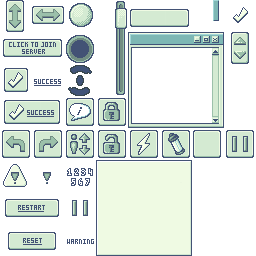 CLICK TO JOIN
SERVER
SUCCESS
SUCCESS
1234
567
RESTART
RESET
WARNING